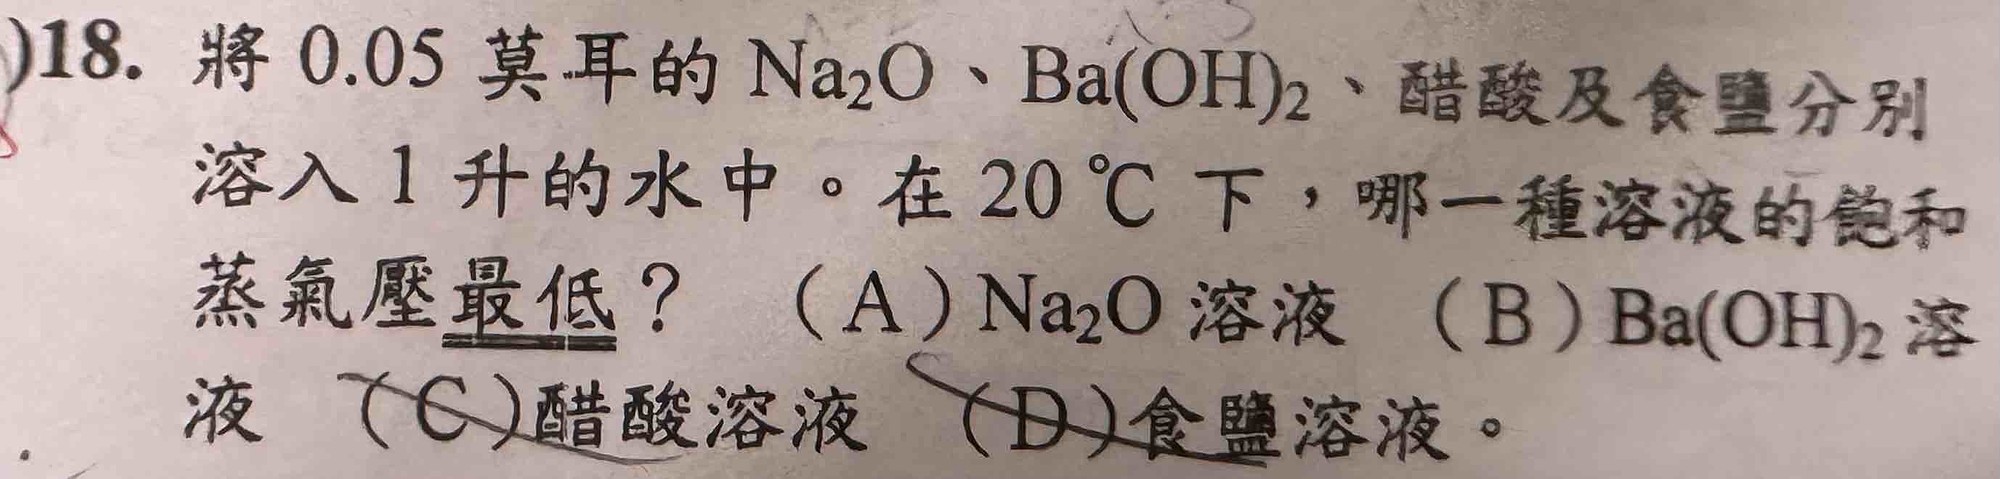 )18. 將 0.05 莫耳的 Na₂O、Ba(OH)₂、醋酸及食鹽分別
溶入 1 升的水中。在 20 ℃ 下，哪一種溶液的飽和
蒸氣壓最低？ （A）Na₂O 溶液 （B）Ba(OH)₂ 溶
液 （C）醋酸溶液 （D）食鹽溶液。